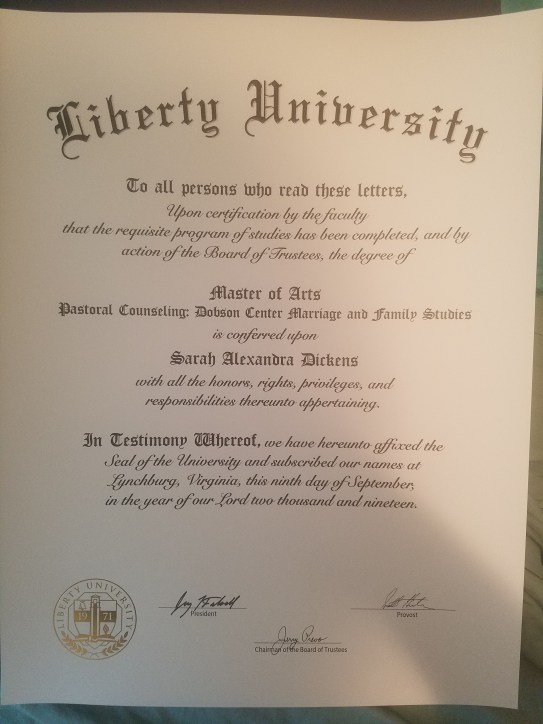 Liberty University
To all persons who read these letters,
Upon certification by the faculty
that the requisite program of studies has been completed, and by
action of the Board of Trustees, the degree of
Master of Arts
Pastoral Counseling: Dobson Center Marriage and Family Studies
is conferred upon
Sarah Alexandra Dickens
with all the honors, rights, privileges, and
responsibilities thereunto appertaining.
In Testimony Whereof, we have hereunto affixed the
Seal of the University and subscribed our names at
Lynchburg, Virginia, this ninth day of September,
in the year of our Lord two thousand and nineteen.
LIBERTY UNIVERSITY
1971
President
Provost
Jerry Prevo
Chairman of the Board of Trustees